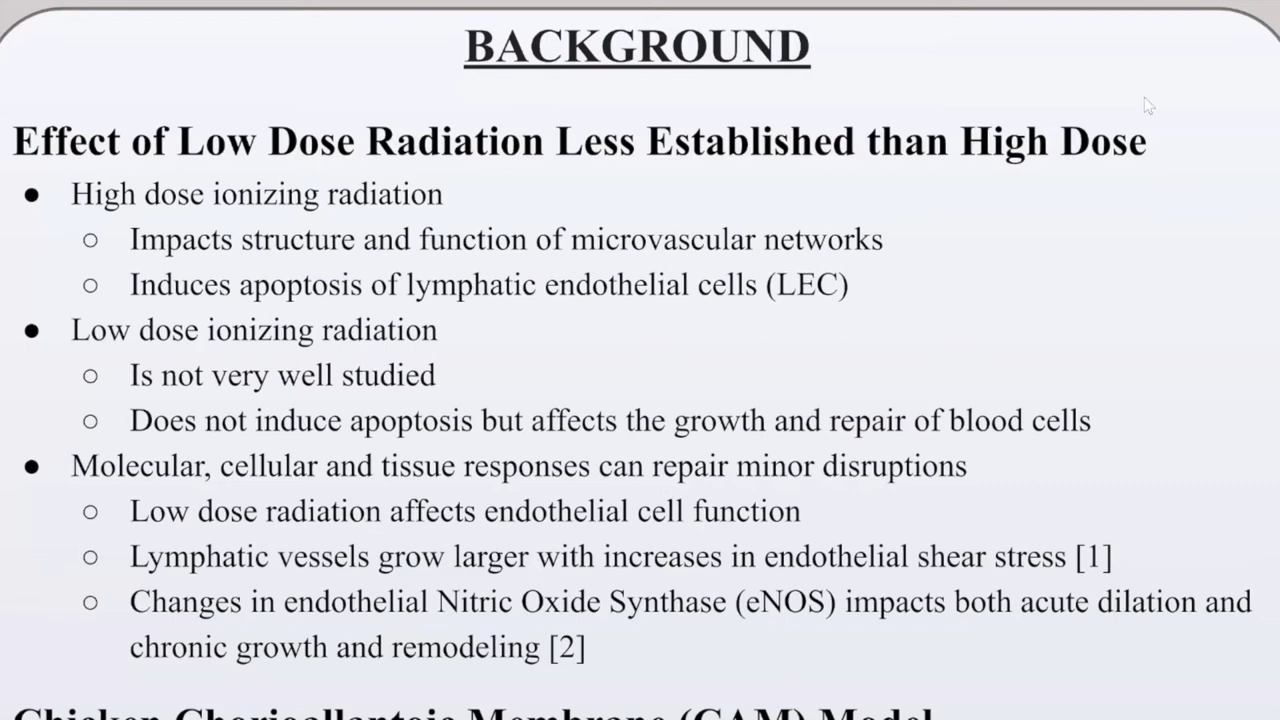 BACKGROUND
Effect of Low Dose Radiation Less Established than High Dose
● High dose ionizing radiation
○ Impacts structure and function of microvascular networks
○ Induces apoptosis of lymphatic endothelial cells (LEC)
● Low dose ionizing radiation
○ Is not very well studied
○ Does not induce apoptosis but affects the growth and repair of blood cells
● Molecular, cellular and tissue responses can repair minor disruptions
○ Low dose radiation affects endothelial cell function
○ Lymphatic vessels grow larger with increases in endothelial shear stress [1]
○ Changes in endothelial Nitric Oxide Synthase (eNOS) impacts both acute dilation and
chronic growth and remodeling [2]
Chicken Chorioallantoic Membrane (CAM) Model